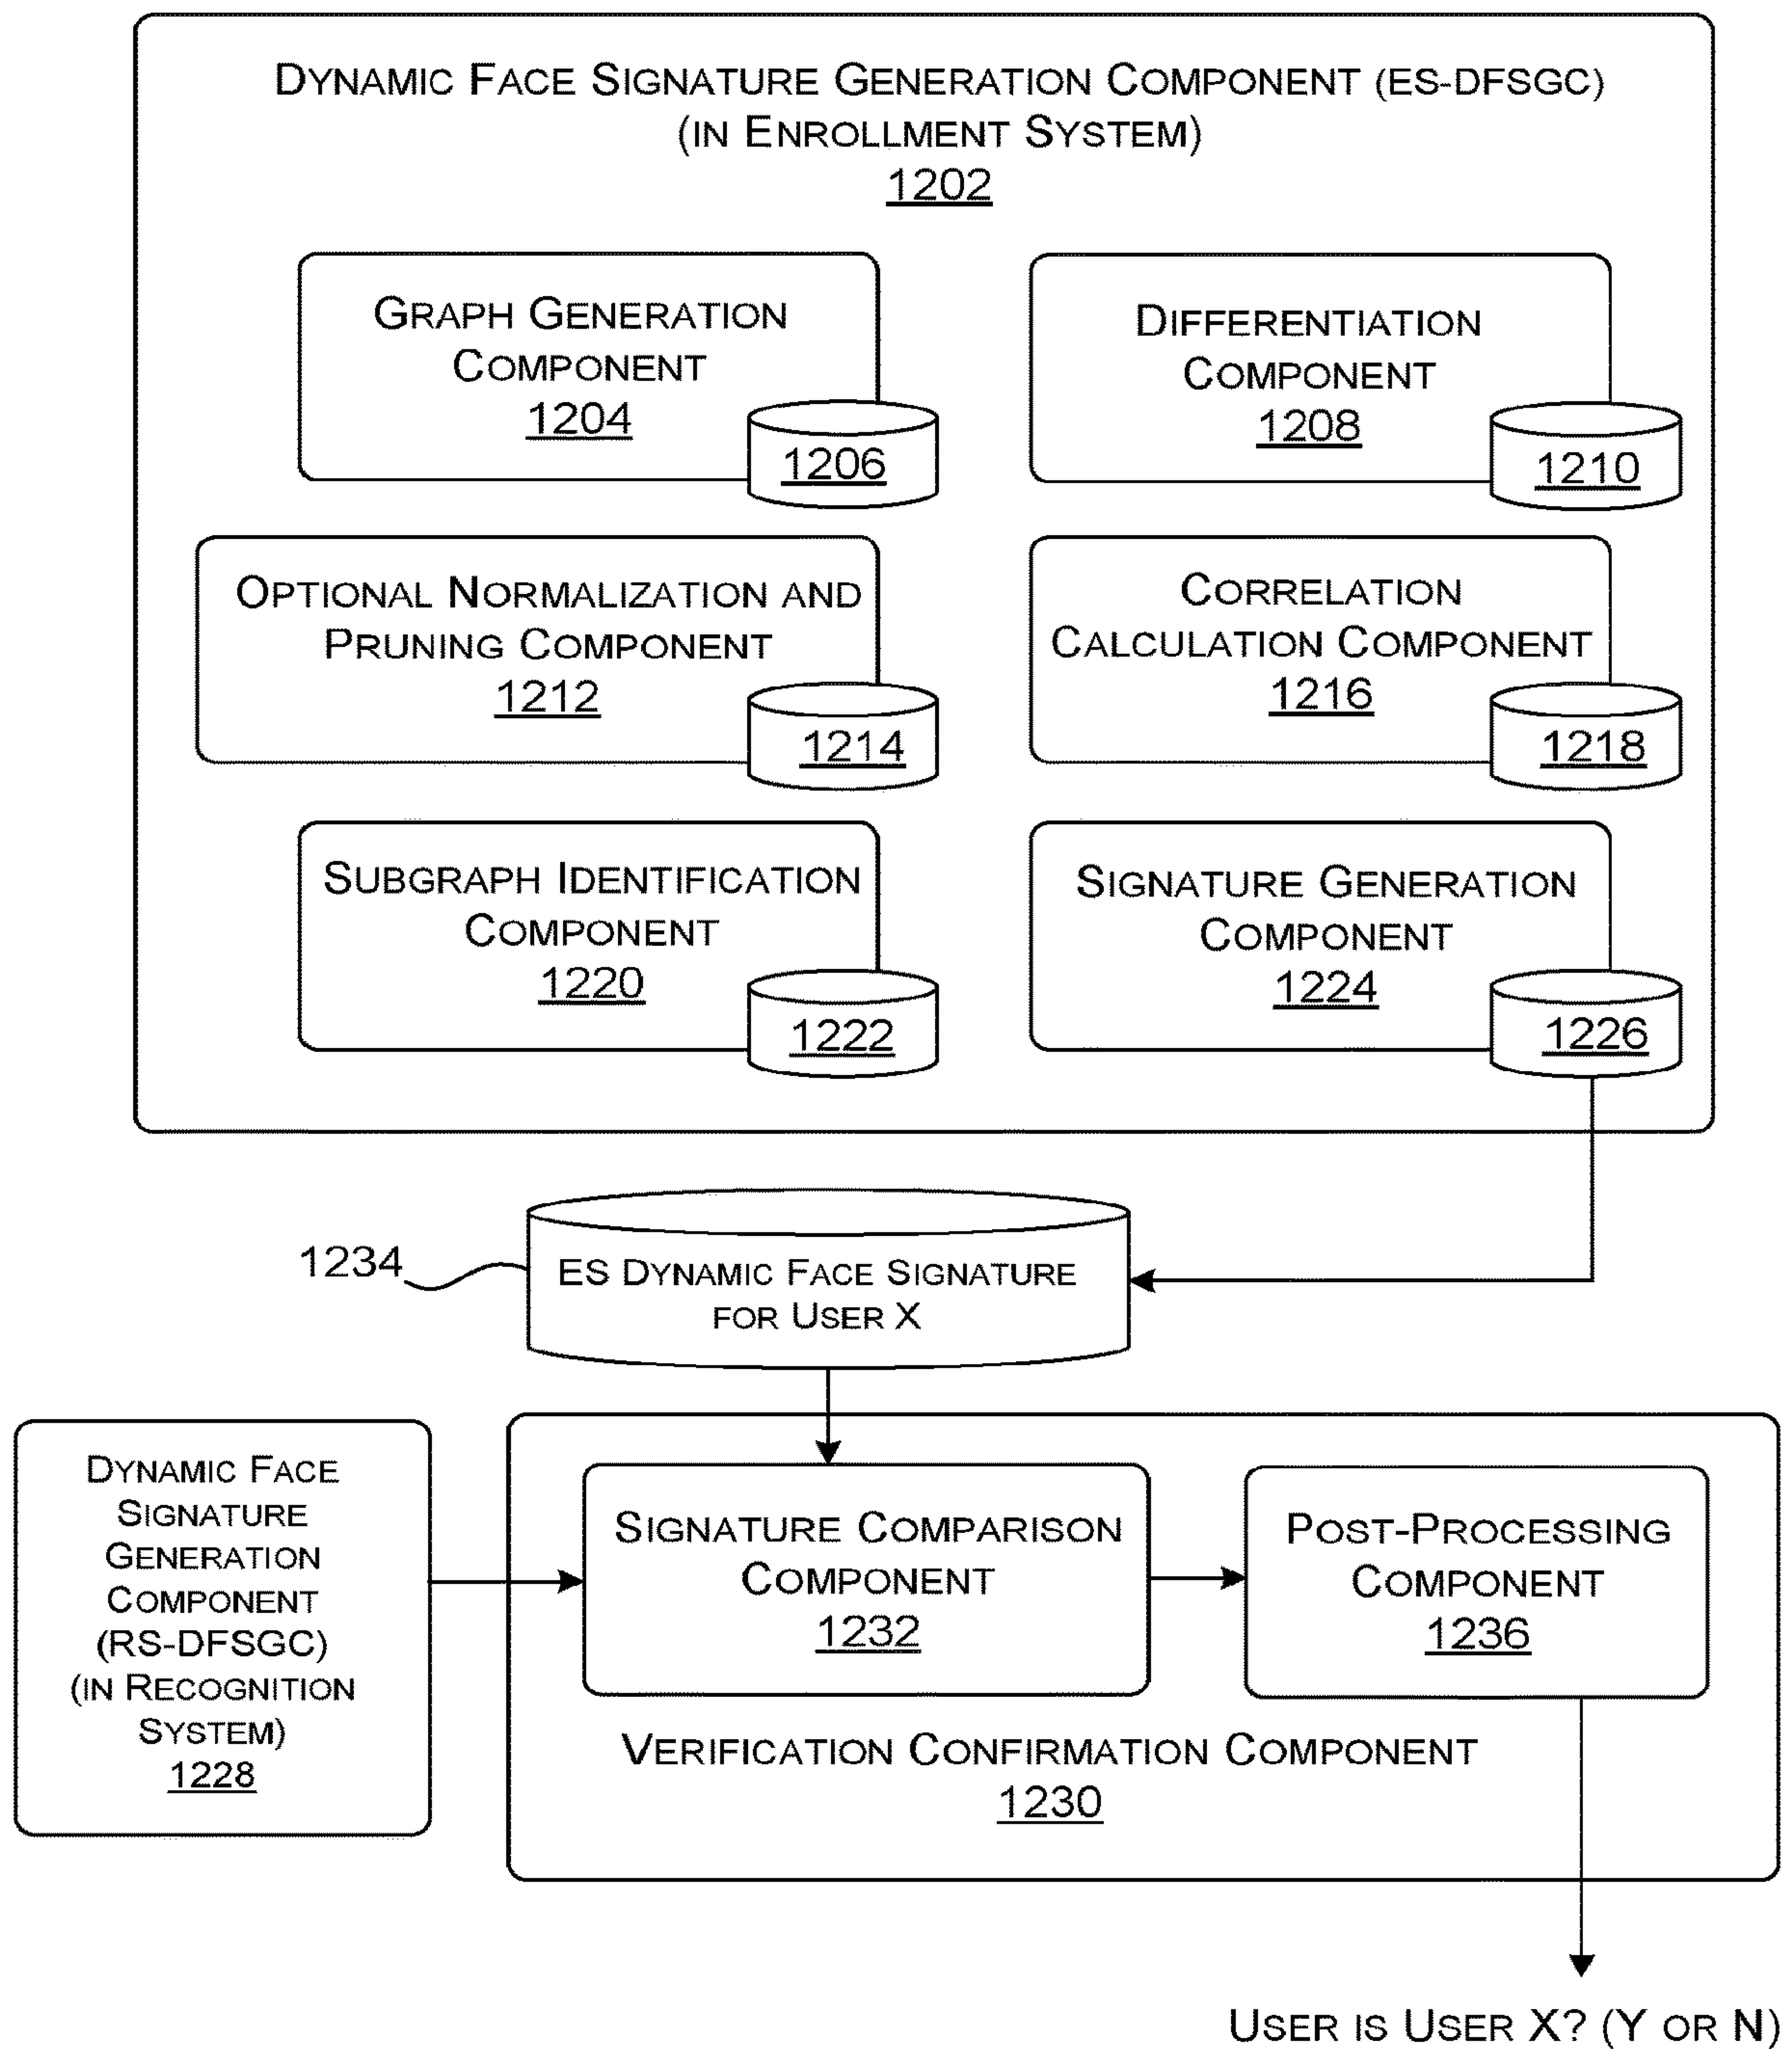 Dynamic Face Signature Generation Component (ES-DFSGC)
(in Enrollment System)
1202
Graph Generation
Component
1204
1206
Differentiation
Component
1208
1210
Optional Normalization and
Pruning Component
1212
1214
Correlation
Calculation Component
1216
1218
Subgraph Identification
Component
1220
1222
Signature Generation
Component
1224
1226
1234
ES Dynamic Face Signature
for User X
Dynamic Face
Signature
Generation
Component
(RS-DFSGC)
(in Recognition
System)
1228
Signature Comparison
Component
1232
Post-Processing
Component
1236
Verification Confirmation Component
1230
User is User X? (Y or N)